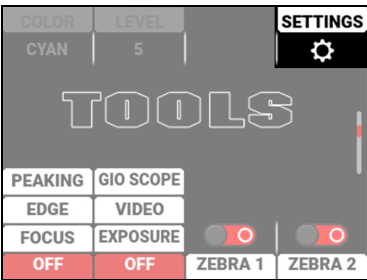 COLOR LEVEL SETTINGS
CYAN 5
TOOLS
PEAKING GIO SCOPE
EDGE VIDEO
FOCUS EXPOSURE
OFF OFF ZEBRA 1 ZEBRA 2